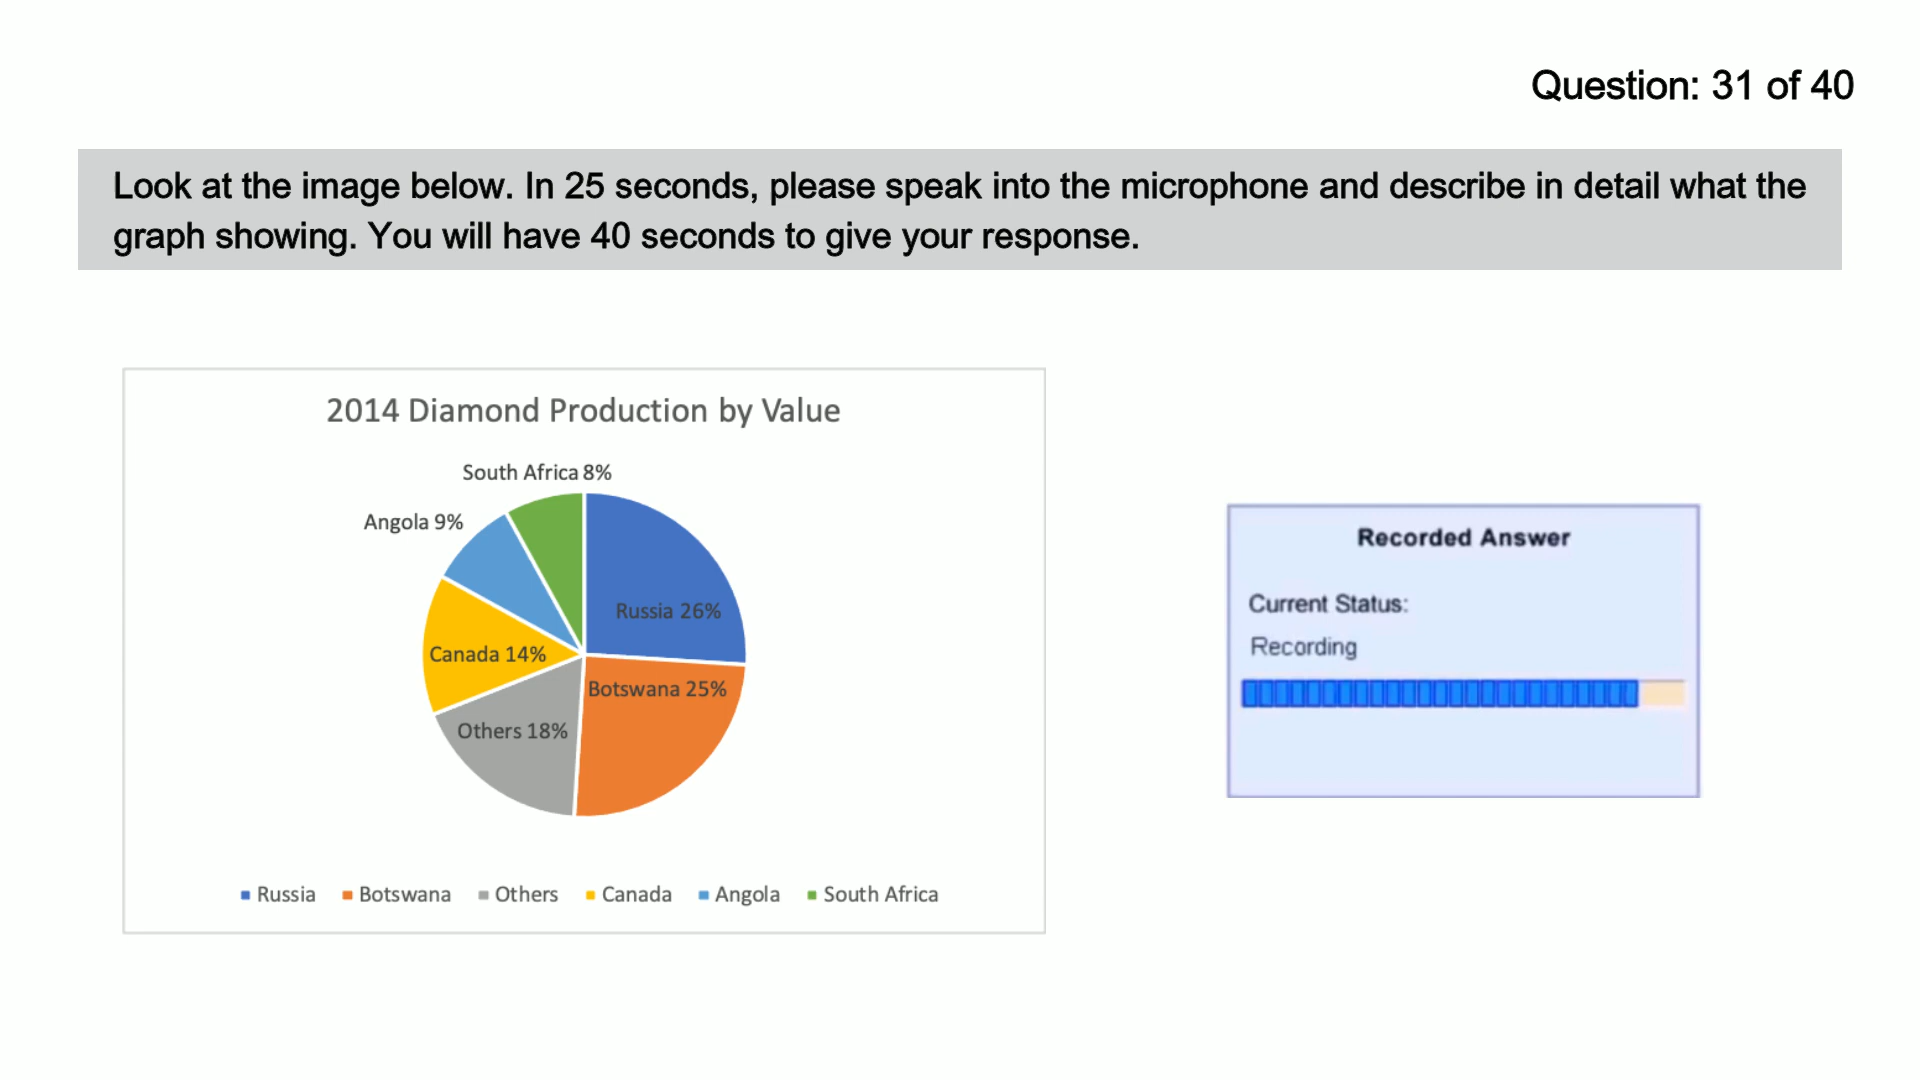 Question: 31 of 40
Look at the image below. In 25 seconds, please speak into the microphone and describe in detail what the
graph showing. You will have 40 seconds to give your response.
2014 Diamond Production by Value
South Africa 8%
Angola 9%
Russia 26%
Canada 14%
Botswana 25%
Others 18%
Russia Botswana Others Canada Angola South Africa
Recorded Answer
Current Status:
Recording